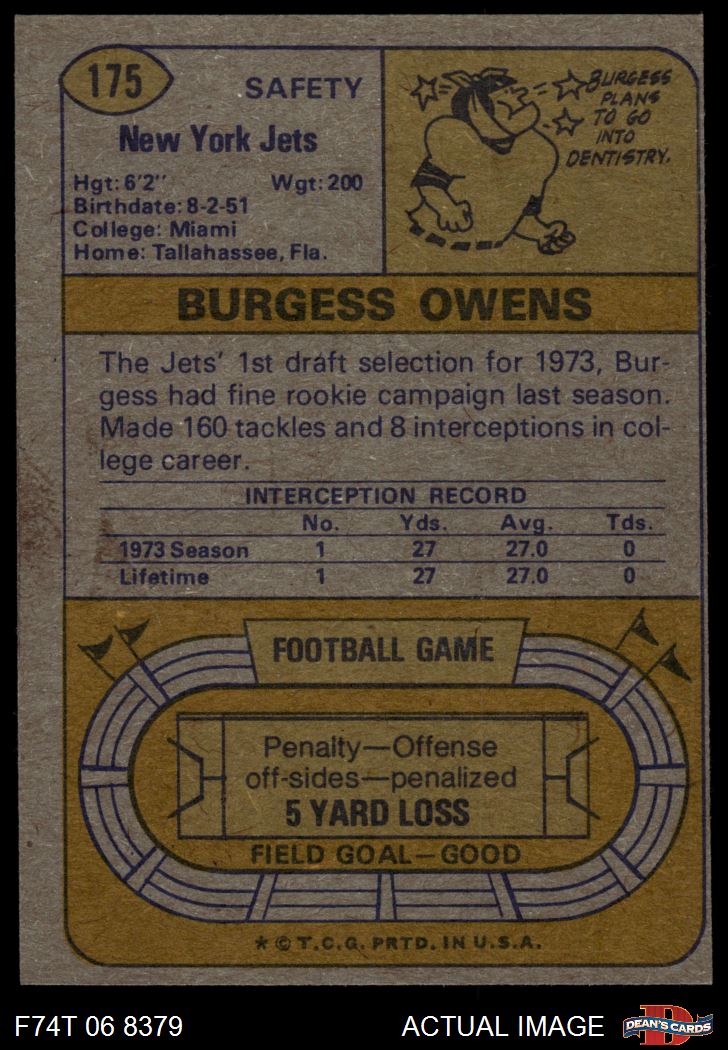 175
SAFETY
New York Jets
Hgt: 6'2" Wgt: 200
Birthdate: 8-2-51
College: Miami
Home: Tallahassee, Fla.
BURGESS
PLANS
TO GO
INTO
DENTISTRY.
BURGESS OWENS
The Jets' 1st draft selection for 1973, Bur-
gess had fine rookie campaign last season.
Made 160 tackles and 8 interceptions in col-
lege career.
INTERCEPTION RECORD
No. Yds. Avg. Tds.
1973 Season 1 27 27.0 0
Lifetime 1 27 27.0 0
FOOTBALL GAME
Penalty—Offense
off-sides—penalized
5 YARD LOSS
FIELD GOAL—GOOD
* © T.C.G. PRTD. IN U.S.A.
F74T 06 8379 ACTUAL IMAGE D DEAN'S CARDS